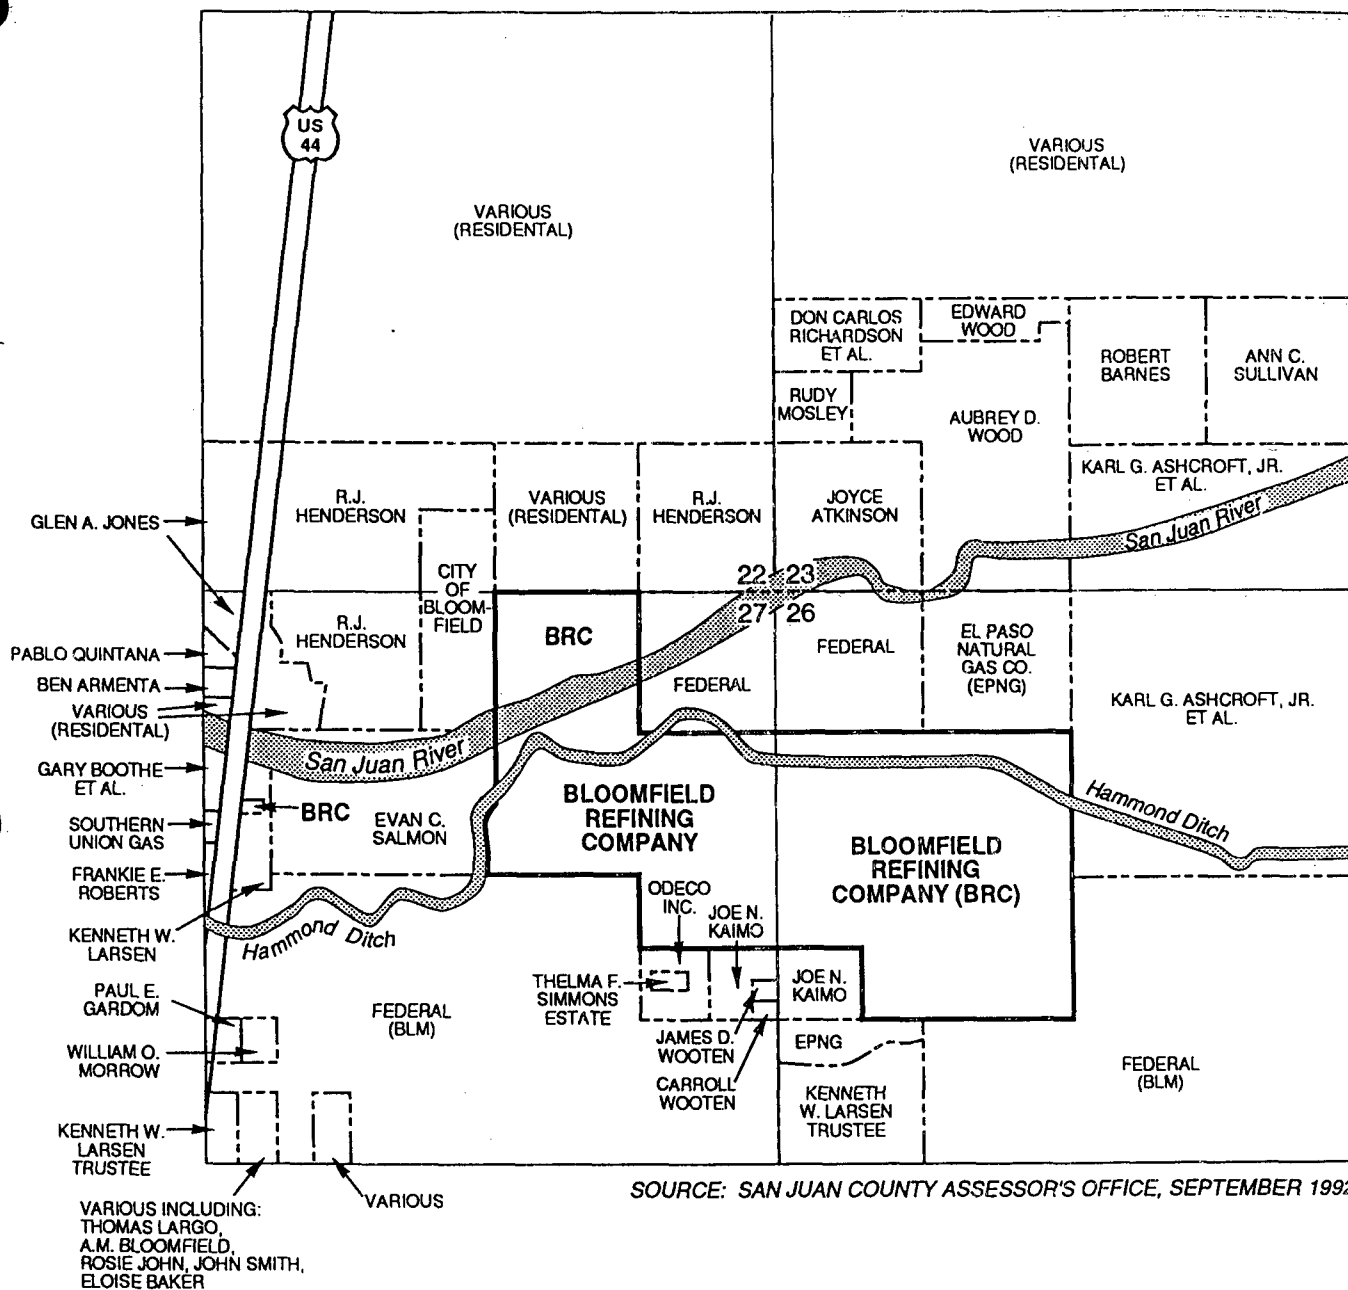 US
44
VARIOUS
(RESIDENTAL)
VARIOUS
(RESIDENTAL)
DON CARLOS
RICHARDSON
ET AL.
EDWARD
WOOD
ROBERT
BARNES
ANN C.
SULLIVAN
RUDY
MOSLEY
AUBREY D.
WOOD
KARL G. ASHCROFT, JR.
ET AL.
GLEN A. JONES
R.J.
HENDERSON
VARIOUS
(RESIDENTAL)
R.J.
HENDERSON
JOYCE
ATKINSON
San Juan River
CITY
OF
BLOOM-
FIELD
22 23
27 26
R.J.
HENDERSON
BRC
FEDERAL
EL PASO
NATURAL
GAS CO.
(EPNG)
PABLO QUINTANA
BEN ARMENTA
VARIOUS
(RESIDENTAL)
FEDERAL
KARL G. ASHCROFT, JR.
ET AL.
San Juan River
GARY BOOTHE
ET AL.
SOUTHERN
UNION GAS
BRC
EVAN C.
SALMON
BLOOMFIELD
REFINING
COMPANY
Hammond Ditch
BLOOMFIELD
REFINING
COMPANY (BRC)
FRANKIE E.
ROBERTS
KENNETH W.
LARSEN
Hammond Ditch
ODECO
INC.
JOE N.
KAIMO
THELMA F.
SIMMONS
ESTATE
JOE N.
KAIMO
PAUL E.
GARDOM
FEDERAL
(BLM)
WILLIAM O.
MORROW
JAMES D.
WOOTEN
EPNG
CARROLL
WOOTEN
KENNETH
W. LARSEN
TRUSTEE
FEDERAL
(BLM)
KENNETH W.
LARSEN
TRUSTEE
VARIOUS
VARIOUS INCLUDING:
THOMAS LARGO,
A.M. BLOOMFIELD,
ROSIE JOHN, JOHN SMITH,
ELOISE BAKER
SOURCE: SAN JUAN COUNTY ASSESSOR'S OFFICE, SEPTEMBER 1992